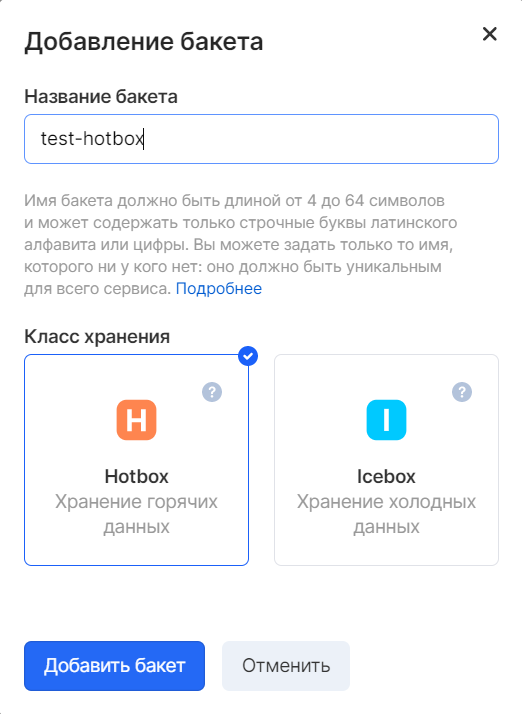 Добавление бакета
Название бакета
test-hotbox
Имя бакета должно быть длиной от 4 до 64 символов
и может содержать только строчные буквы латинского
алфавита или цифры. Вы можете задать только то имя,
которого ни у кого нет: оно должно быть уникальным
для всего сервиса. Подробнее
Класс хранения
?
H
Hotbox
Хранение горячих
данных
?
I
Icebox
Хранение холодных
данных
Добавить бакет
Отменить